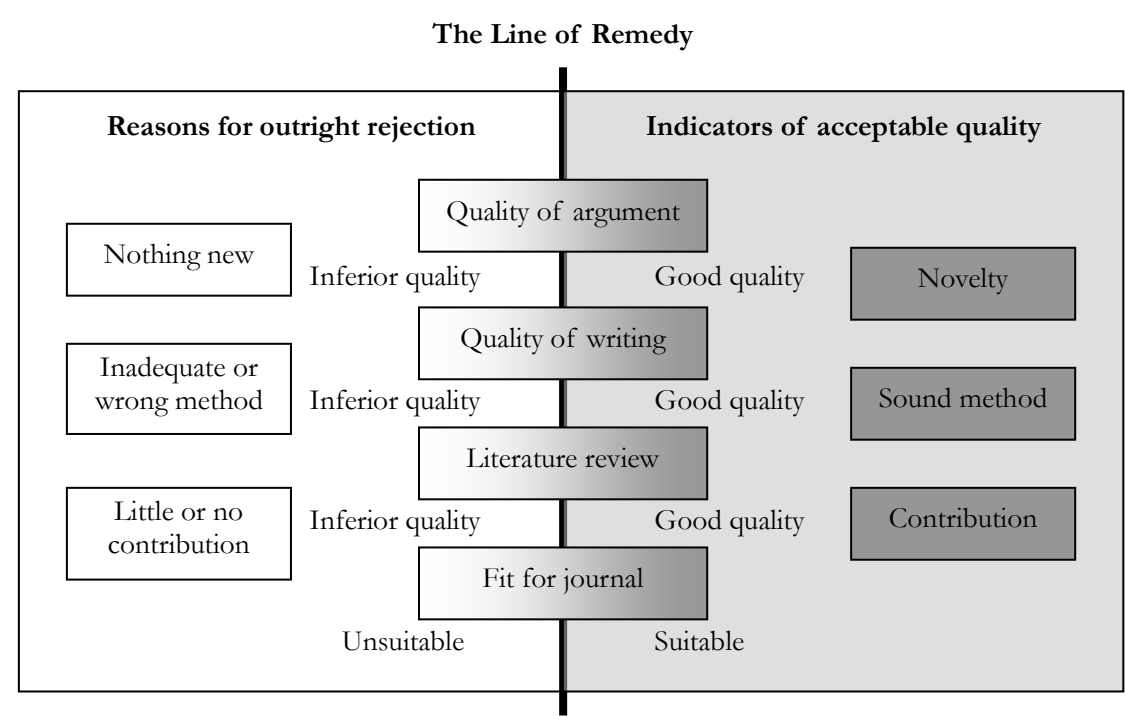 The Line of Remedy
Reasons for outright rejection
Indicators of acceptable quality
Quality of argument
Nothing new
Inferior quality
Good quality
Novelty
Quality of writing
Inadequate or
wrong method
Inferior quality
Good quality
Sound method
Literature review
Little or no
contribution
Inferior quality
Good quality
Contribution
Fit for journal
Unsuitable
Suitable